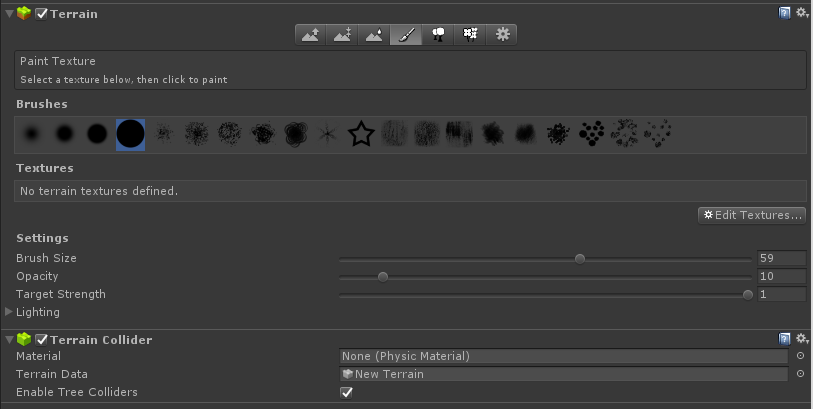 Terrain
Paint Texture
Select a texture below, then click to paint
Brushes
Textures
No terrain textures defined.
Edit Textures...
Settings
Brush Size 59
Opacity 10
Target Strength 1
Lighting
Terrain Collider
Material None (Physic Material)
Terrain Data New Terrain
Enable Tree Colliders